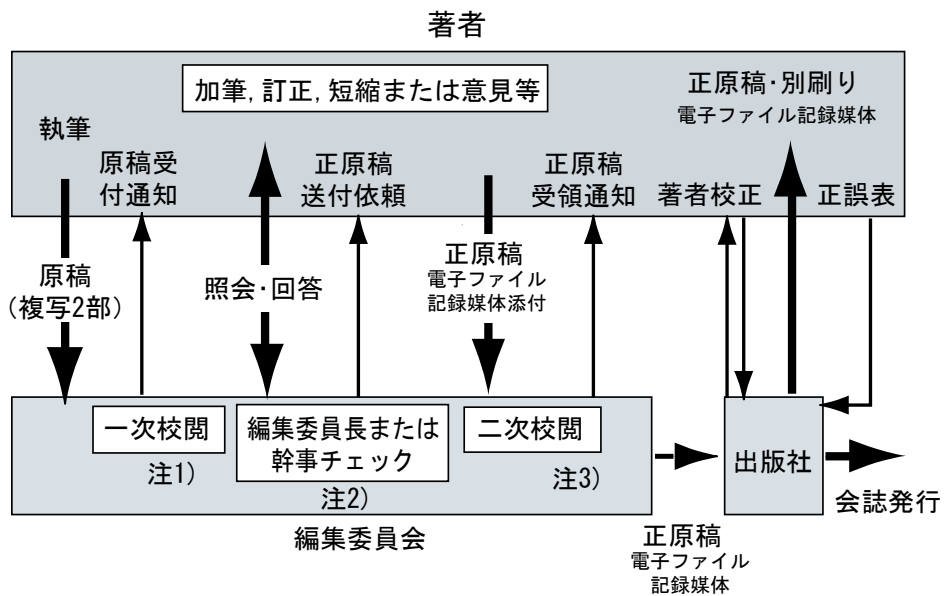 著者
加筆，訂正，短縮または意見等
正原稿・別刷り
電子ファイル記録媒体
執筆
原稿受
付通知
正原稿
送付依頼
正原稿
受領通知
著者校正
正誤表
原稿
（複写2部）
照会・回答
正原稿
電子ファイル
記録媒体添付
一次校閲
注1）
編集委員長または
幹事チェック
注2）
二次校閲
注3）
出版社
会誌発行
編集委員会
正原稿
電子ファイル
記録媒体